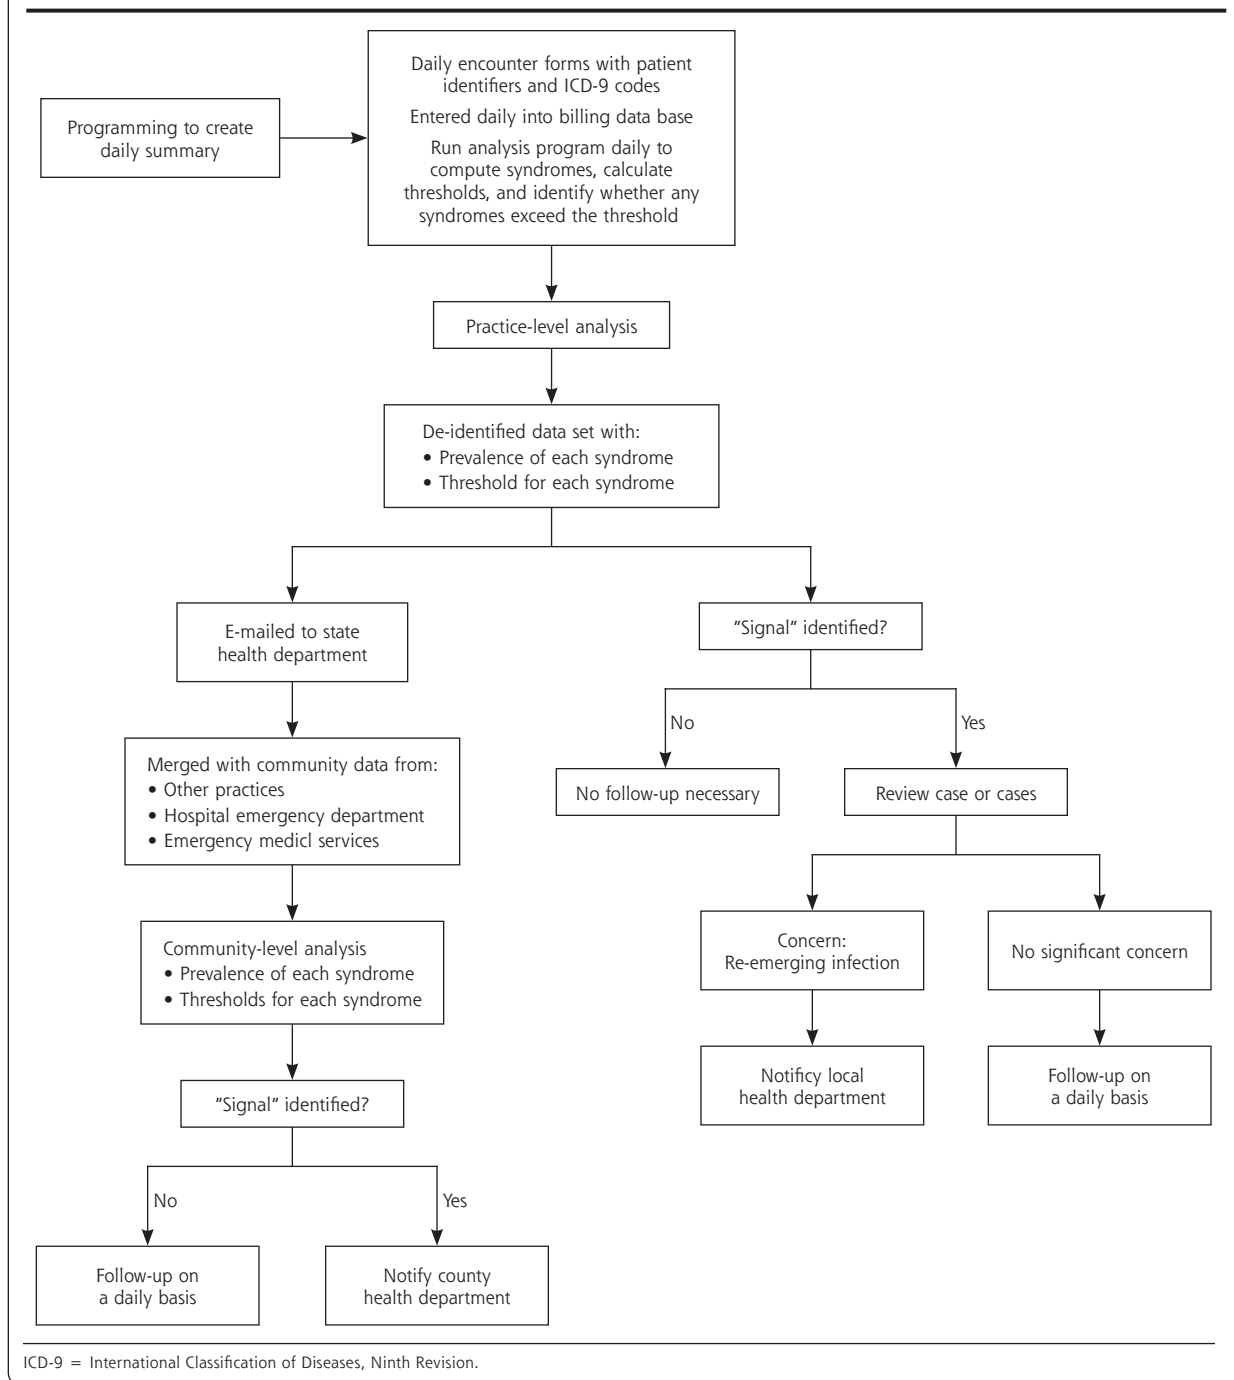 Daily encounter forms with patient
identifiers and ICD-9 codes
Entered daily into billing data base
Run analysis program daily to
compute syndromes, calculate
thresholds, and identify whether any
syndromes exceed the threshold
Programming to create
daily summary
Practice-level analysis
De-identified data set with:
• Prevalence of each syndrome
• Threshold for each syndrome
E-mailed to state
health department
Merged with community data from:
• Other practices
• Hospital emergency department
• Emergency medicl services
Community-level analysis
• Prevalence of each syndrome
• Thresholds for each syndrome
"Signal" identified?
No
Yes
Follow-up on
a daily basis
Notify county
health department
"Signal" identified?
No
Yes
No follow-up necessary
Review case or cases
Concern:
Re-emerging infection
No significant concern
Notificy local
health department
Follow-up on
a daily basis
ICD-9 = International Classification of Diseases, Ninth Revision.